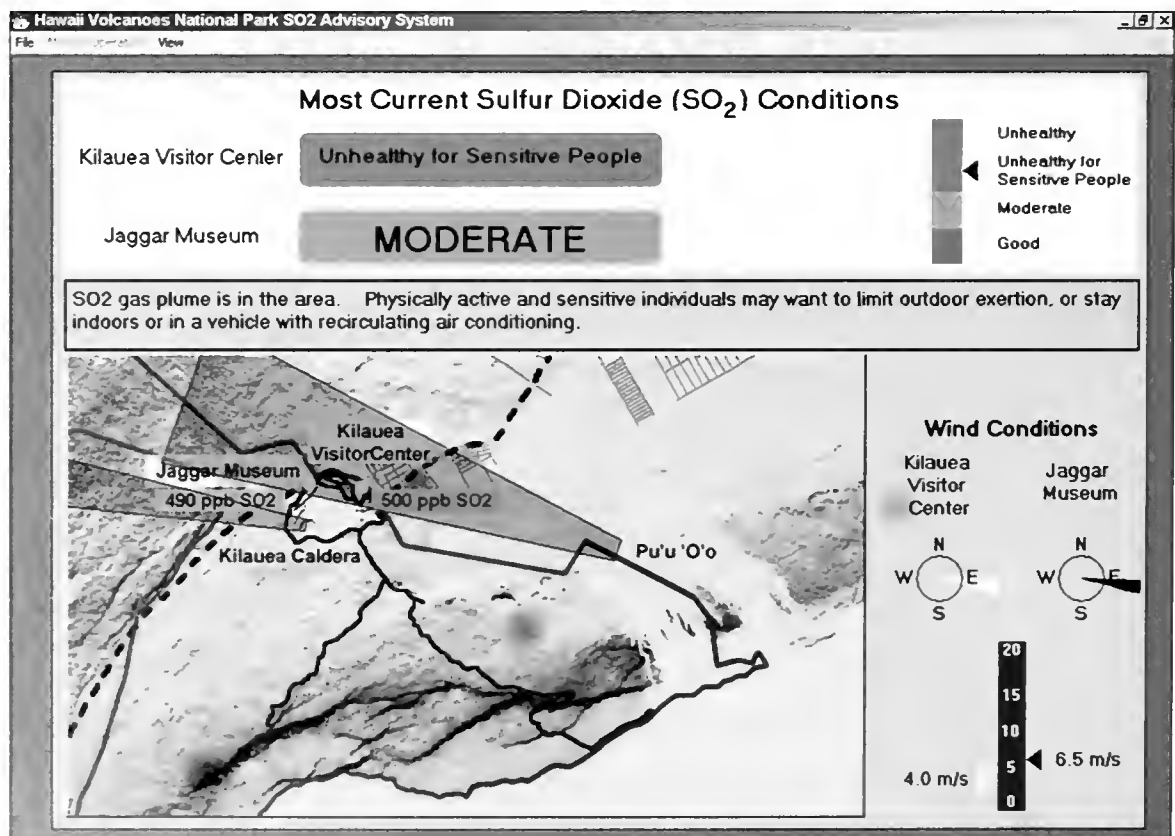 Hawaii Volcanoes National Park SO2 Advisory System
File
View
Most Current Sulfur Dioxide (SO2) Conditions
Kilauea Visitor Cenler
Unhealthy for Sensitive People
Jaggar Museum
MODERATE
Unhealthy
Unhealthy for
Sensitive People
Moderate
Good
SO2 gas plume is in the area. Physically active and sensitive individuals may want to limit outdoor exertion, or stay
indoors or in a vehicle with recirculating air conditioning.
Kilauea
VisitorCenter
Jaggar Museum
490 ppb SO2
500 ppb SO2
Kilauea Caldera
Pu'u 'O'o
Wind Conditions
Kilauea
Visitor
Center
Jaggar
Museum
N
W E
S
N
W E
S
20
15
10
5
0
4.0 m/s
6.5 m/s